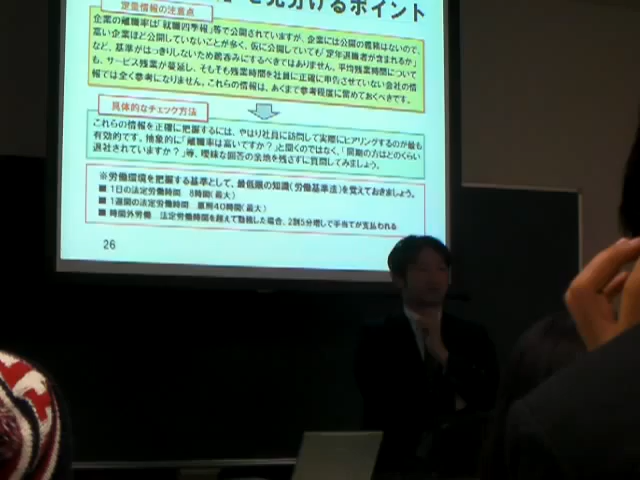 を見分けるポイント
定量情報の注意点
企業の離職率は「就職四季報」等で公開されていますが、企業には公開の義務はないので、
高い企業ほど公開していないことが多く、仮に公開していても「定年退職者が含まれるか」
など、基準がはっきりしないため鵜呑みにするべきではありません。平均残業時間について
も、サービス残業が蔓延し、そもそも残業時間を社員に正確に申告させていない会社の情
報では全く参考になりません。これらの情報は、あくまで参考程度に留めておくべきです。
具体的なチェック方法
これらの情報を正確に把握するには、やはり社員に訪問して実際にヒアリングするのが最も
有効的です。抽象的に「離職率は高いですか?」と聞くのではなく、「同期の方はどのくらい
退社されていますか?」等、曖昧な回答の余地を残さずに質問してみましょう。
※労働環境を把握する基準として、最低限の知識(労働基準法)を覚えておきましょう。
■ 1日の法定労働時間 8時間(最大)
■ 1週間の法定労働時間 原則40時間(最大)
■ 時間外労働 法定労働時間を超えて勤務した場合、2割5分増しで手当てが支払われる
26